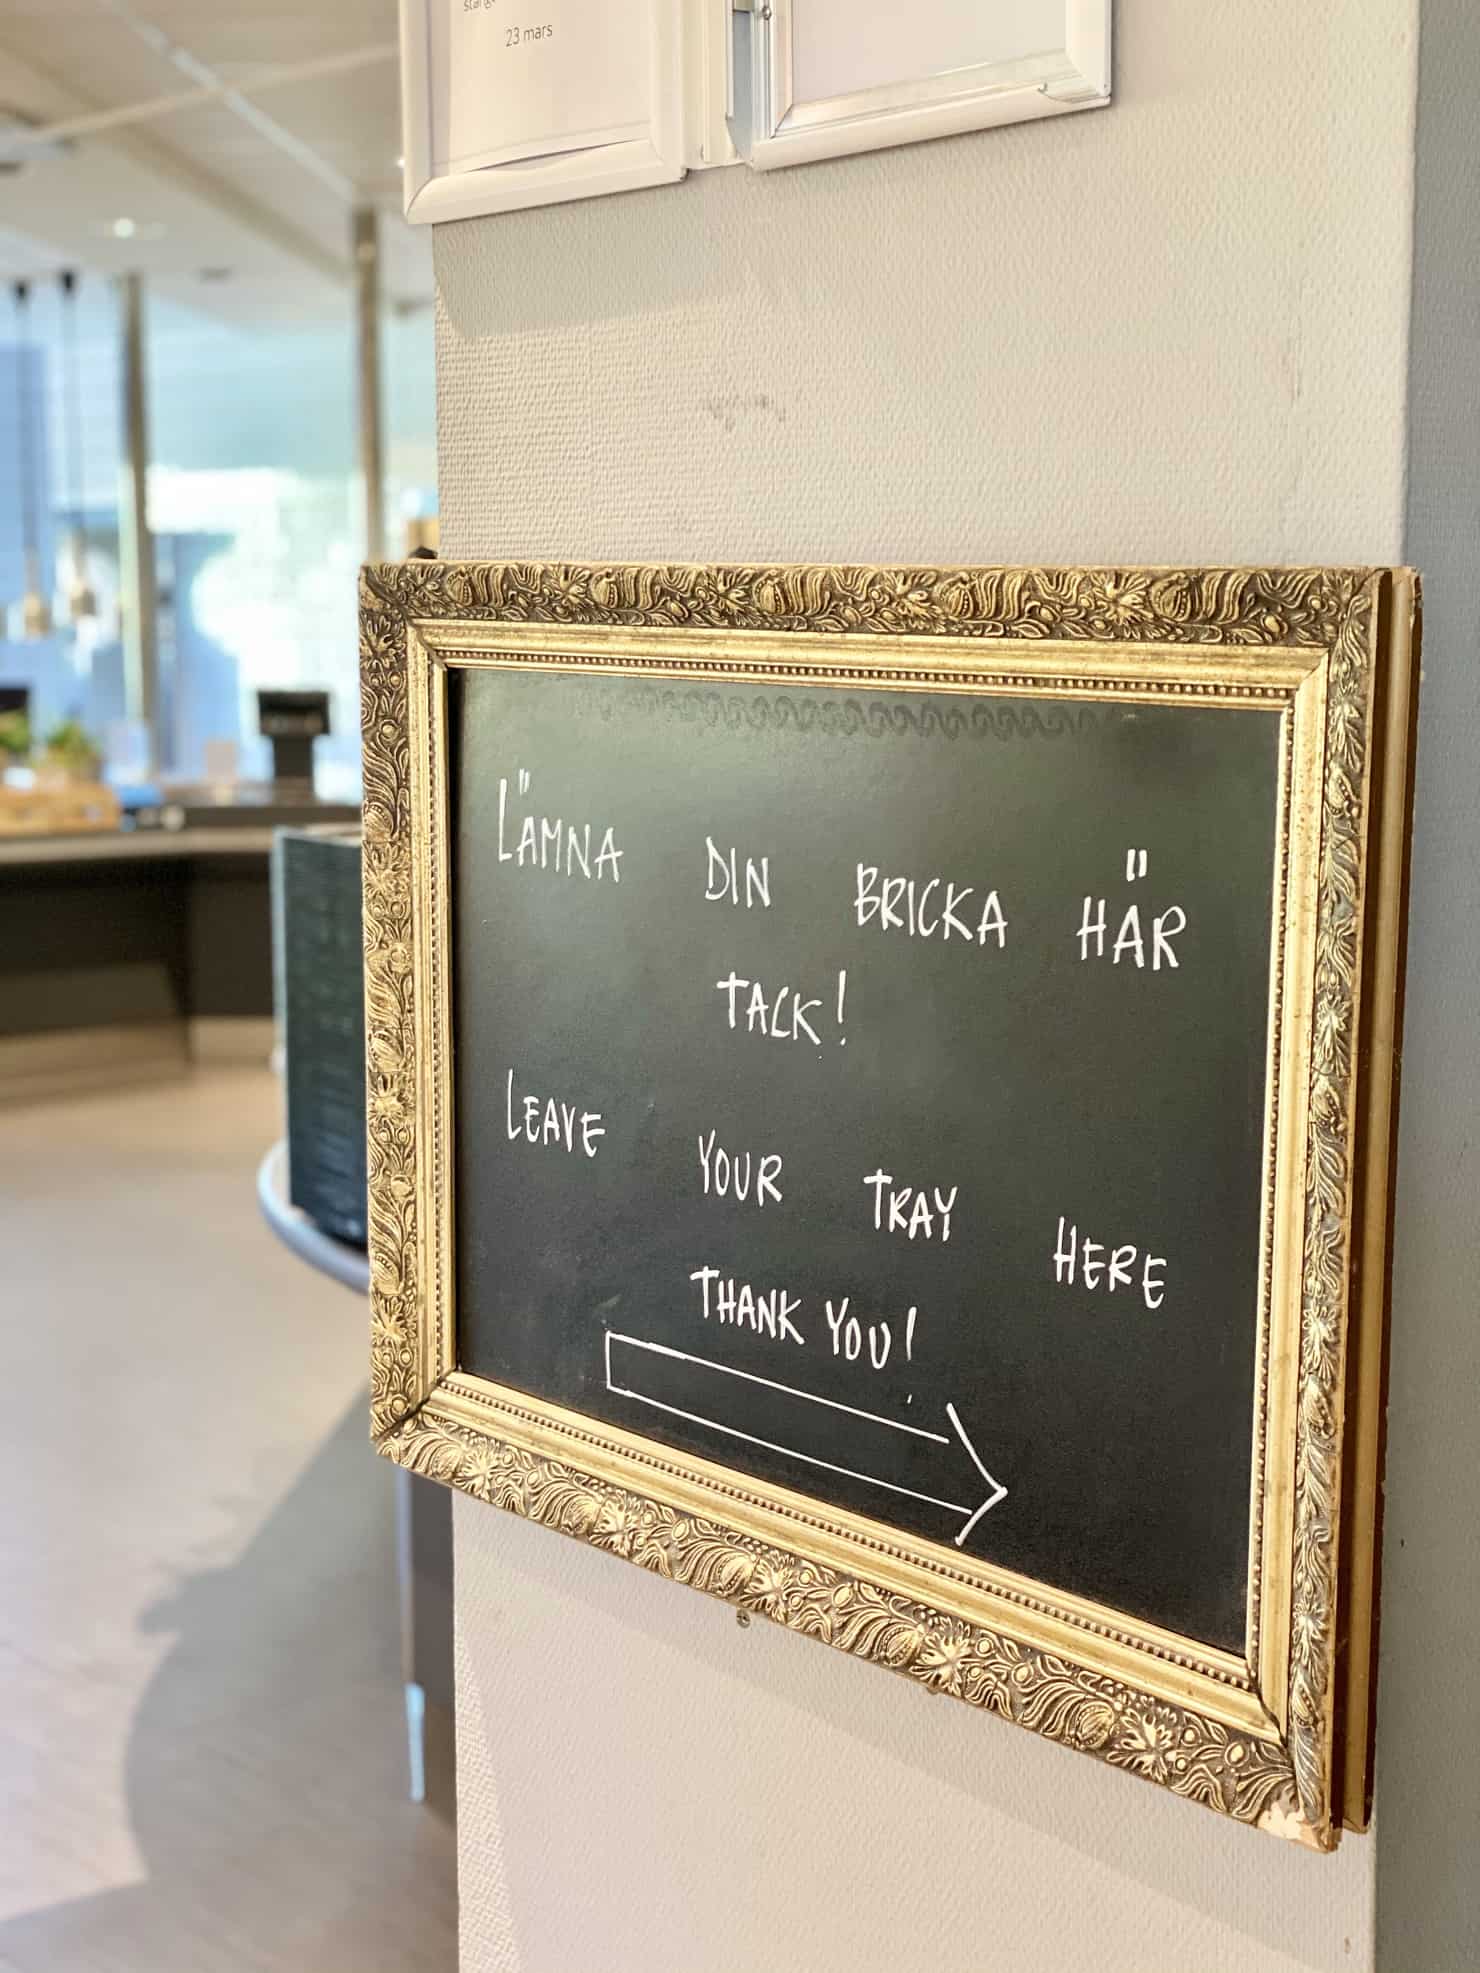 23 mars
LÄMNA DIN BRICKA HÄR
TACK!
LEAVE YOUR TRAY HERE
THANK YOU!